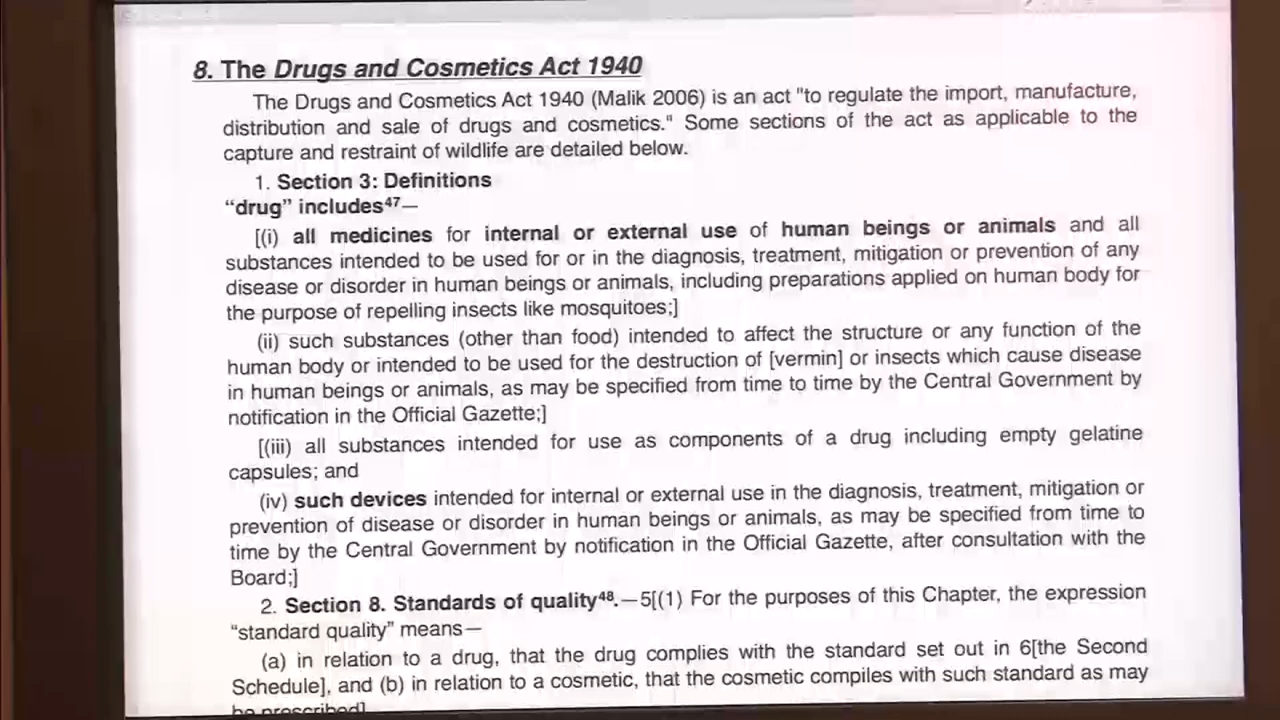 8. The Drugs and Cosmetics Act 1940
The Drugs and Cosmetics Act 1940 (Malik 2006) is an act "to regulate the import, manufacture,
distribution and sale of drugs and cosmetics." Some sections of the act as applicable to the
capture and restraint of wildlife are detailed below.
1. Section 3: Definitions
“drug” includes47—
[(i) all medicines for internal or external use of human beings or animals and all
substances intended to be used for or in the diagnosis, treatment, mitigation or prevention of any
disease or disorder in human beings or animals, including preparations applied on human body for
the purpose of repelling insects like mosquitoes;]
(ii) such substances (other than food) intended to affect the structure or any function of the
human body or intended to be used for the destruction of [vermin] or insects which cause disease
in human beings or animals, as may be specified from time to time by the Central Government by
notification in the Official Gazette;]
[(iii) all substances intended for use as components of a drug including empty gelatine
capsules; and
(iv) such devices intended for internal or external use in the diagnosis, treatment, mitigation or
prevention of disease or disorder in human beings or animals, as may be specified from time to
time by the Central Government by notification in the Official Gazette, after consultation with the
Board;]
2. Section 8. Standards of quality48.—5[(1) For the purposes of this Chapter, the expression
“standard quality” means—
(a) in relation to a drug, that the drug complies with the standard set out in 6[the Second
Schedule], and (b) in relation to a cosmetic, that the cosmetic compiles with such standard as may
be prescribed]